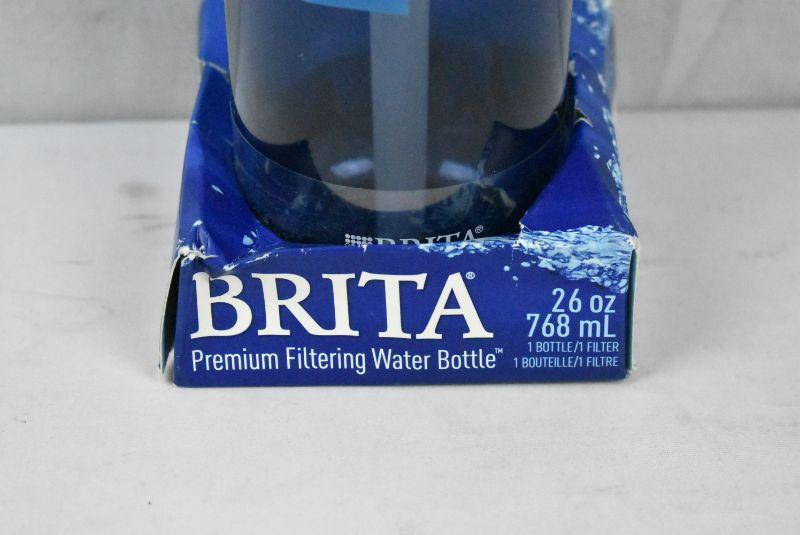 BRITA®
BRITA®
Premium Filtering Water Bottle™
26 oz
768 mL
1 BOTTLE/1 FILTER
1 BOUTEILLE/1 FILTRE